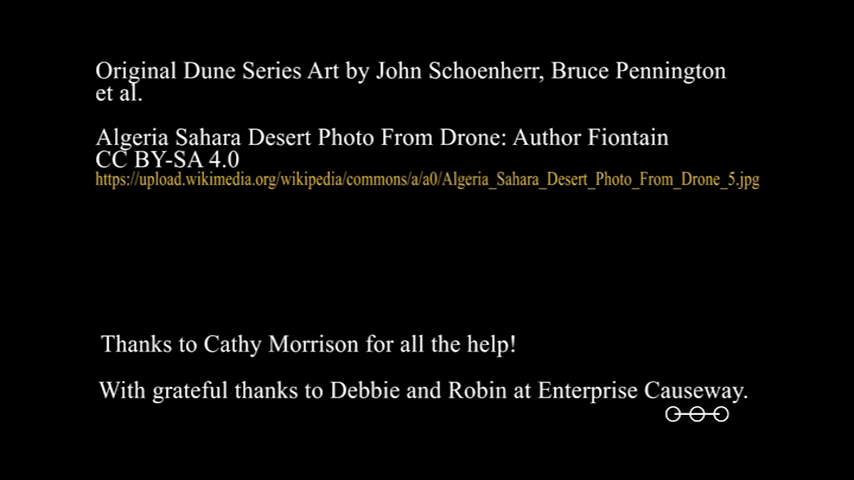 Original Dune Series Art by John Schoenherr, Bruce Pennington
et al.
Algeria Sahara Desert Photo From Drone: Author Fiontain
CC BY-SA 4.0
https://upload.wikimedia.org/wikipedia/commons/a/a0/Algeria_Sahara_Desert_Photo_From_Drone_5.jpg
Thanks to Cathy Morrison for all the help!
With grateful thanks to Debbie and Robin at Enterprise Causeway.